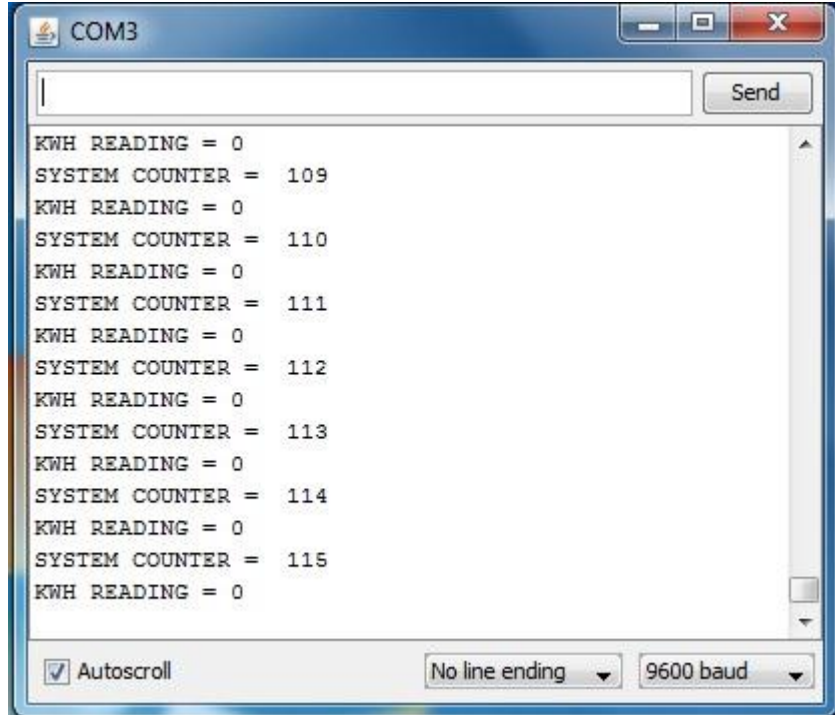 COM3
Send
KWH READING = 0
SYSTEM COUNTER =  109
KWH READING = 0
SYSTEM COUNTER =  110
KWH READING = 0
SYSTEM COUNTER =  111
KWH READING = 0
SYSTEM COUNTER =  112
KWH READING = 0
SYSTEM COUNTER =  113
KWH READING = 0
SYSTEM COUNTER =  114
KWH READING = 0
SYSTEM COUNTER =  115
KWH READING = 0
Autoscroll No line ending 9600 baud